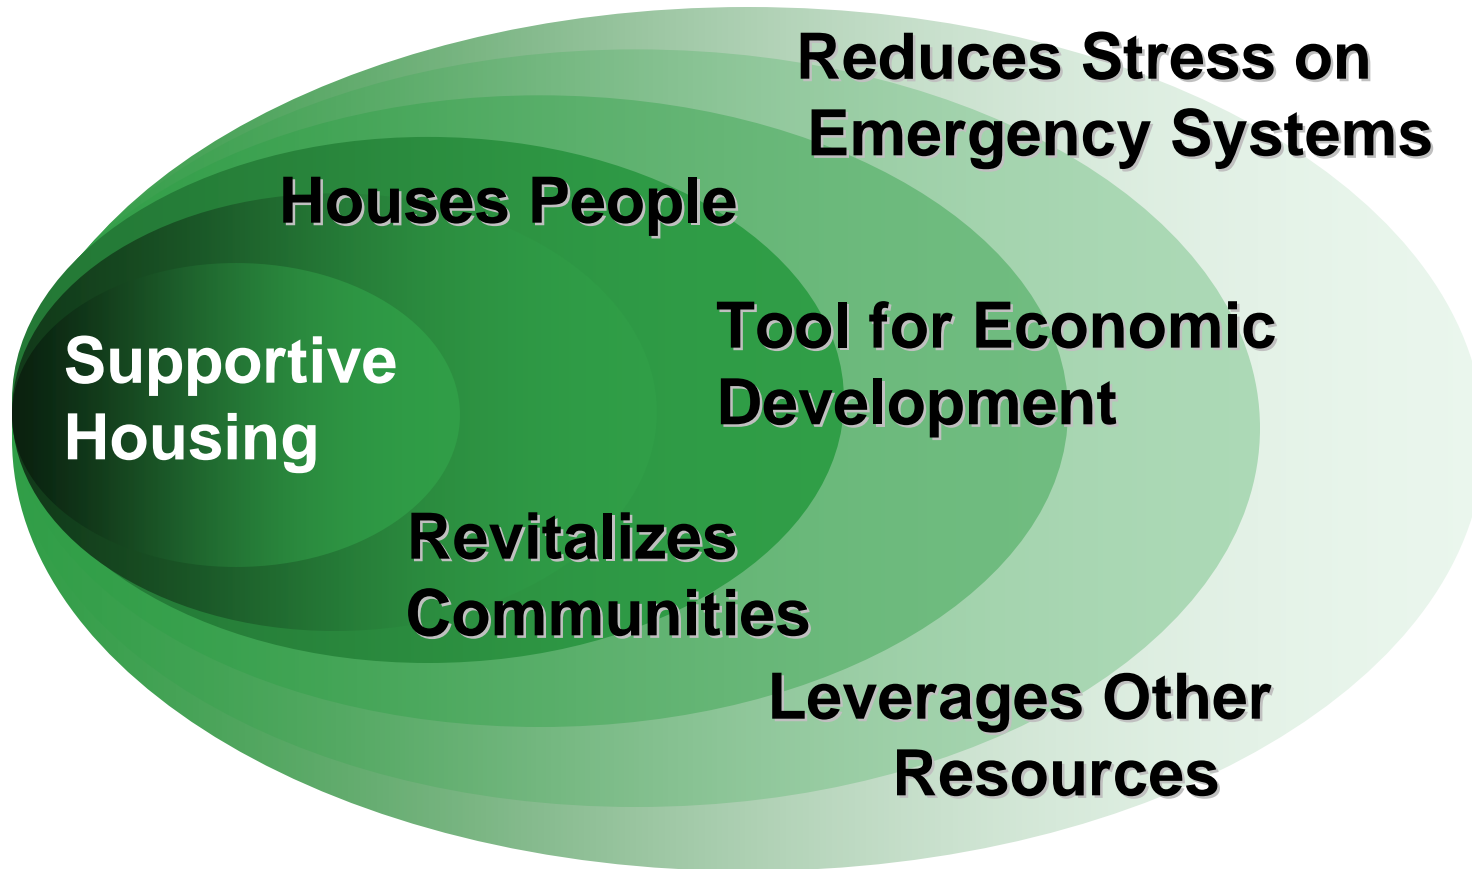 Reduces Stress on
Emergency Systems
Houses People
Tool for Economic
Development
Supportive
Housing
Revitalizes
Communities
Leverages Other
Resources